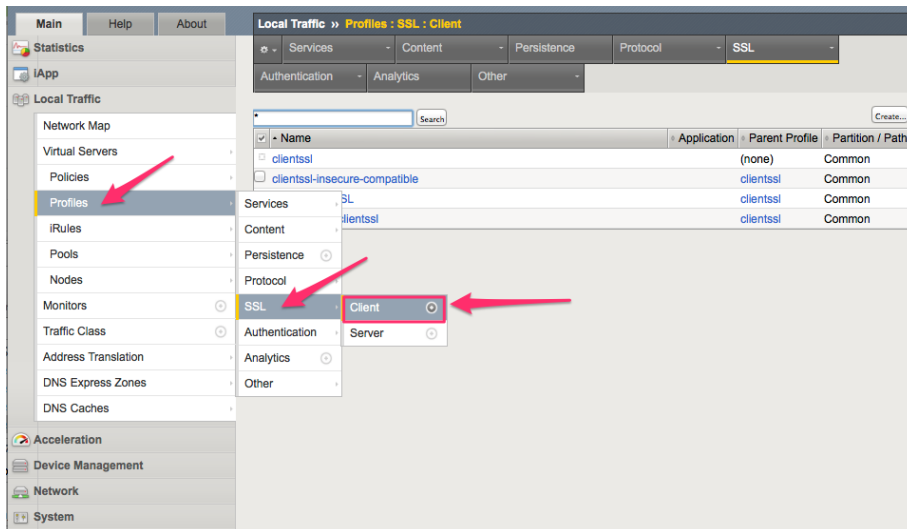 Main Help About
Local Traffic » Profiles : SSL : Client
Services Content Persistence Protocol SSL
Authentication Analytics Other
* Search Create...
Name Application Parent Profile Partition / Path
clientssl (none) Common
clientssl-insecure-compatible clientssl Common
SL clientssl Common
clientssl clientssl Common
Statistics
iApp
Local Traffic
Network Map
Virtual Servers
Policies
Profiles
iRules
Pools
Nodes
Monitors
Traffic Class
Address Translation
DNS Express Zones
DNS Caches
Acceleration
Device Management
Network
System
Services
Content
Persistence
Protocol
SSL
Authentication
Analytics
Other
Client
Server